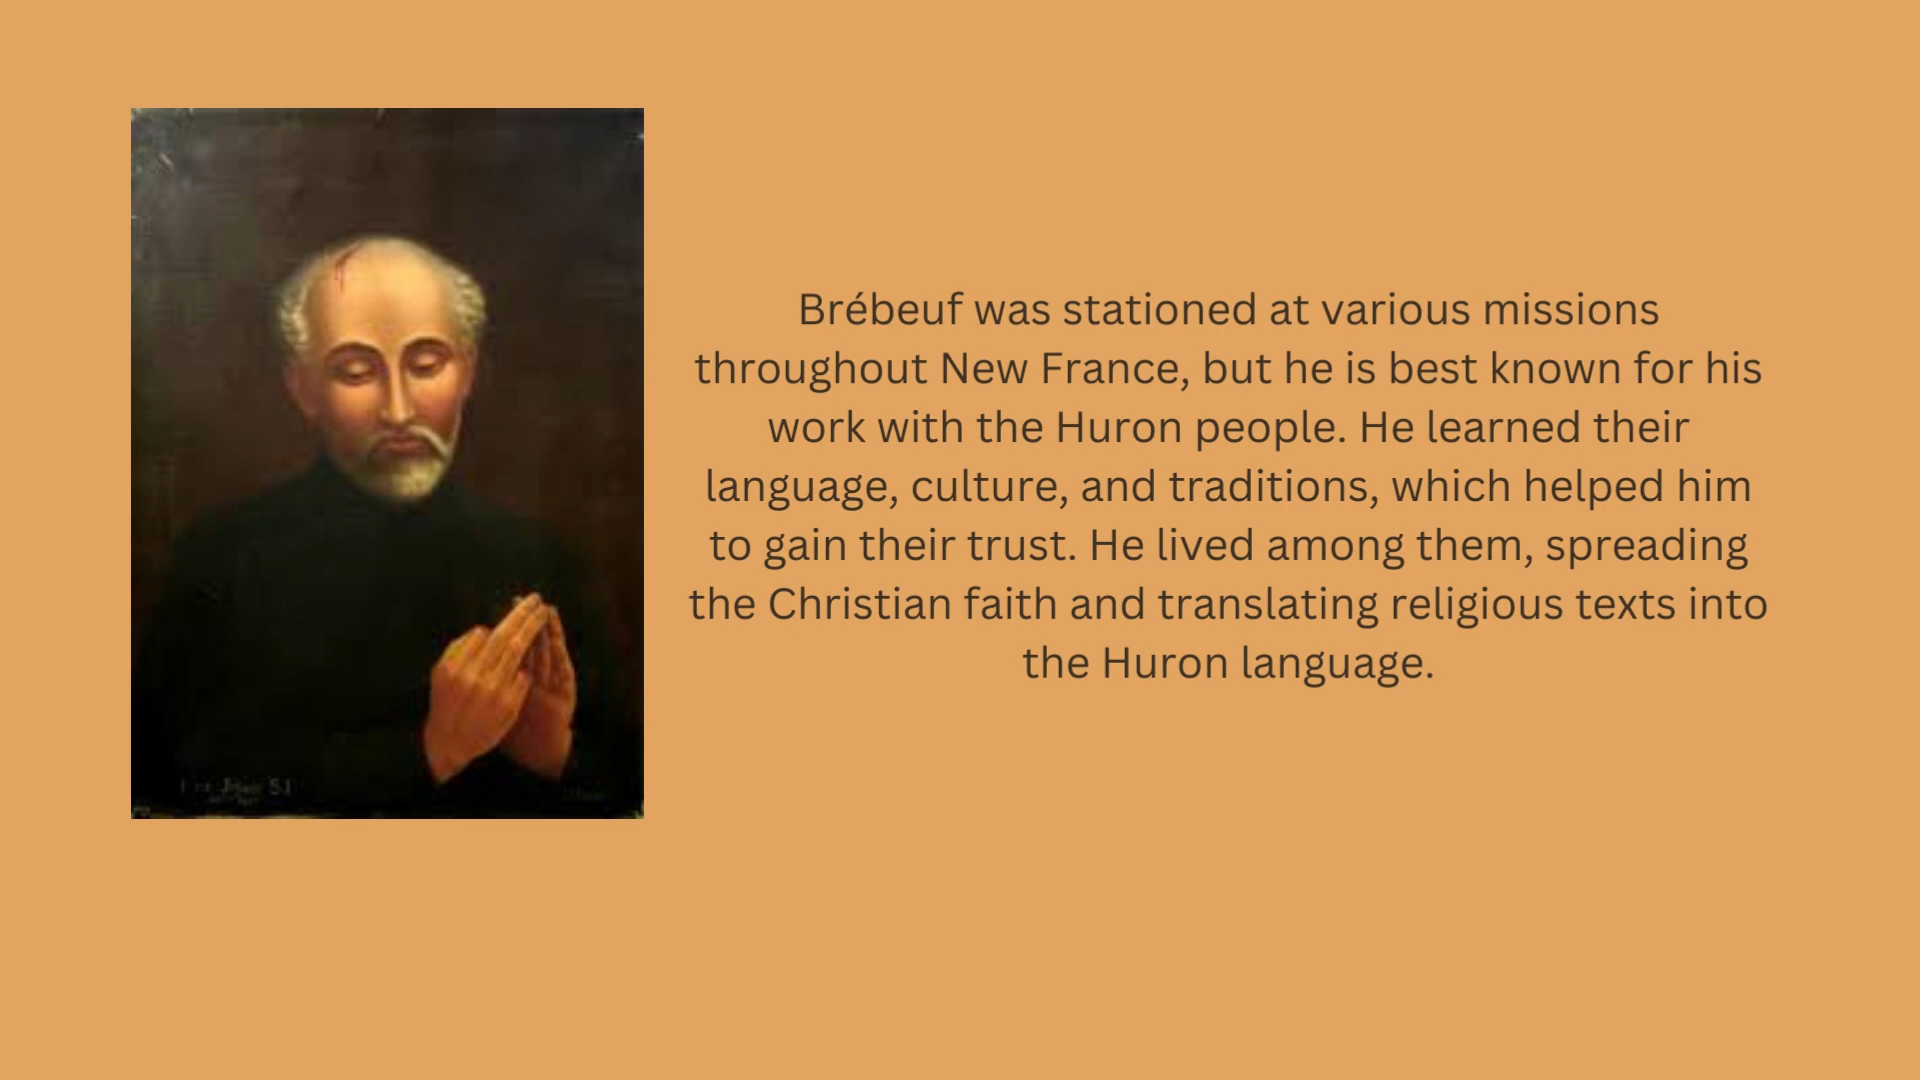 Brébeuf was stationed at various missions
throughout New France, but he is best known for his
work with the Huron people. He learned their
language, culture, and traditions, which helped him
to gain their trust. He lived among them, spreading
the Christian faith and translating religious texts into
the Huron language.
S.J